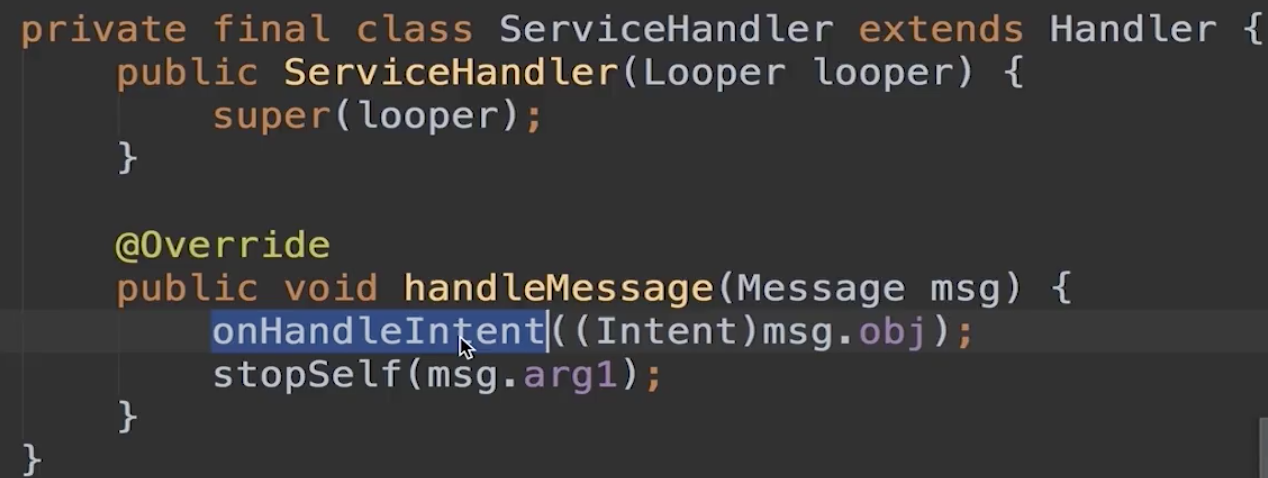 private final class ServiceHandler extends Handler {
    public ServiceHandler(Looper looper) {
        super(looper);
    }

    @Override
    public void handleMessage(Message msg) {
        onHandleIntent((Intent)msg.obj);
        stopSelf(msg.arg1);
    }
}